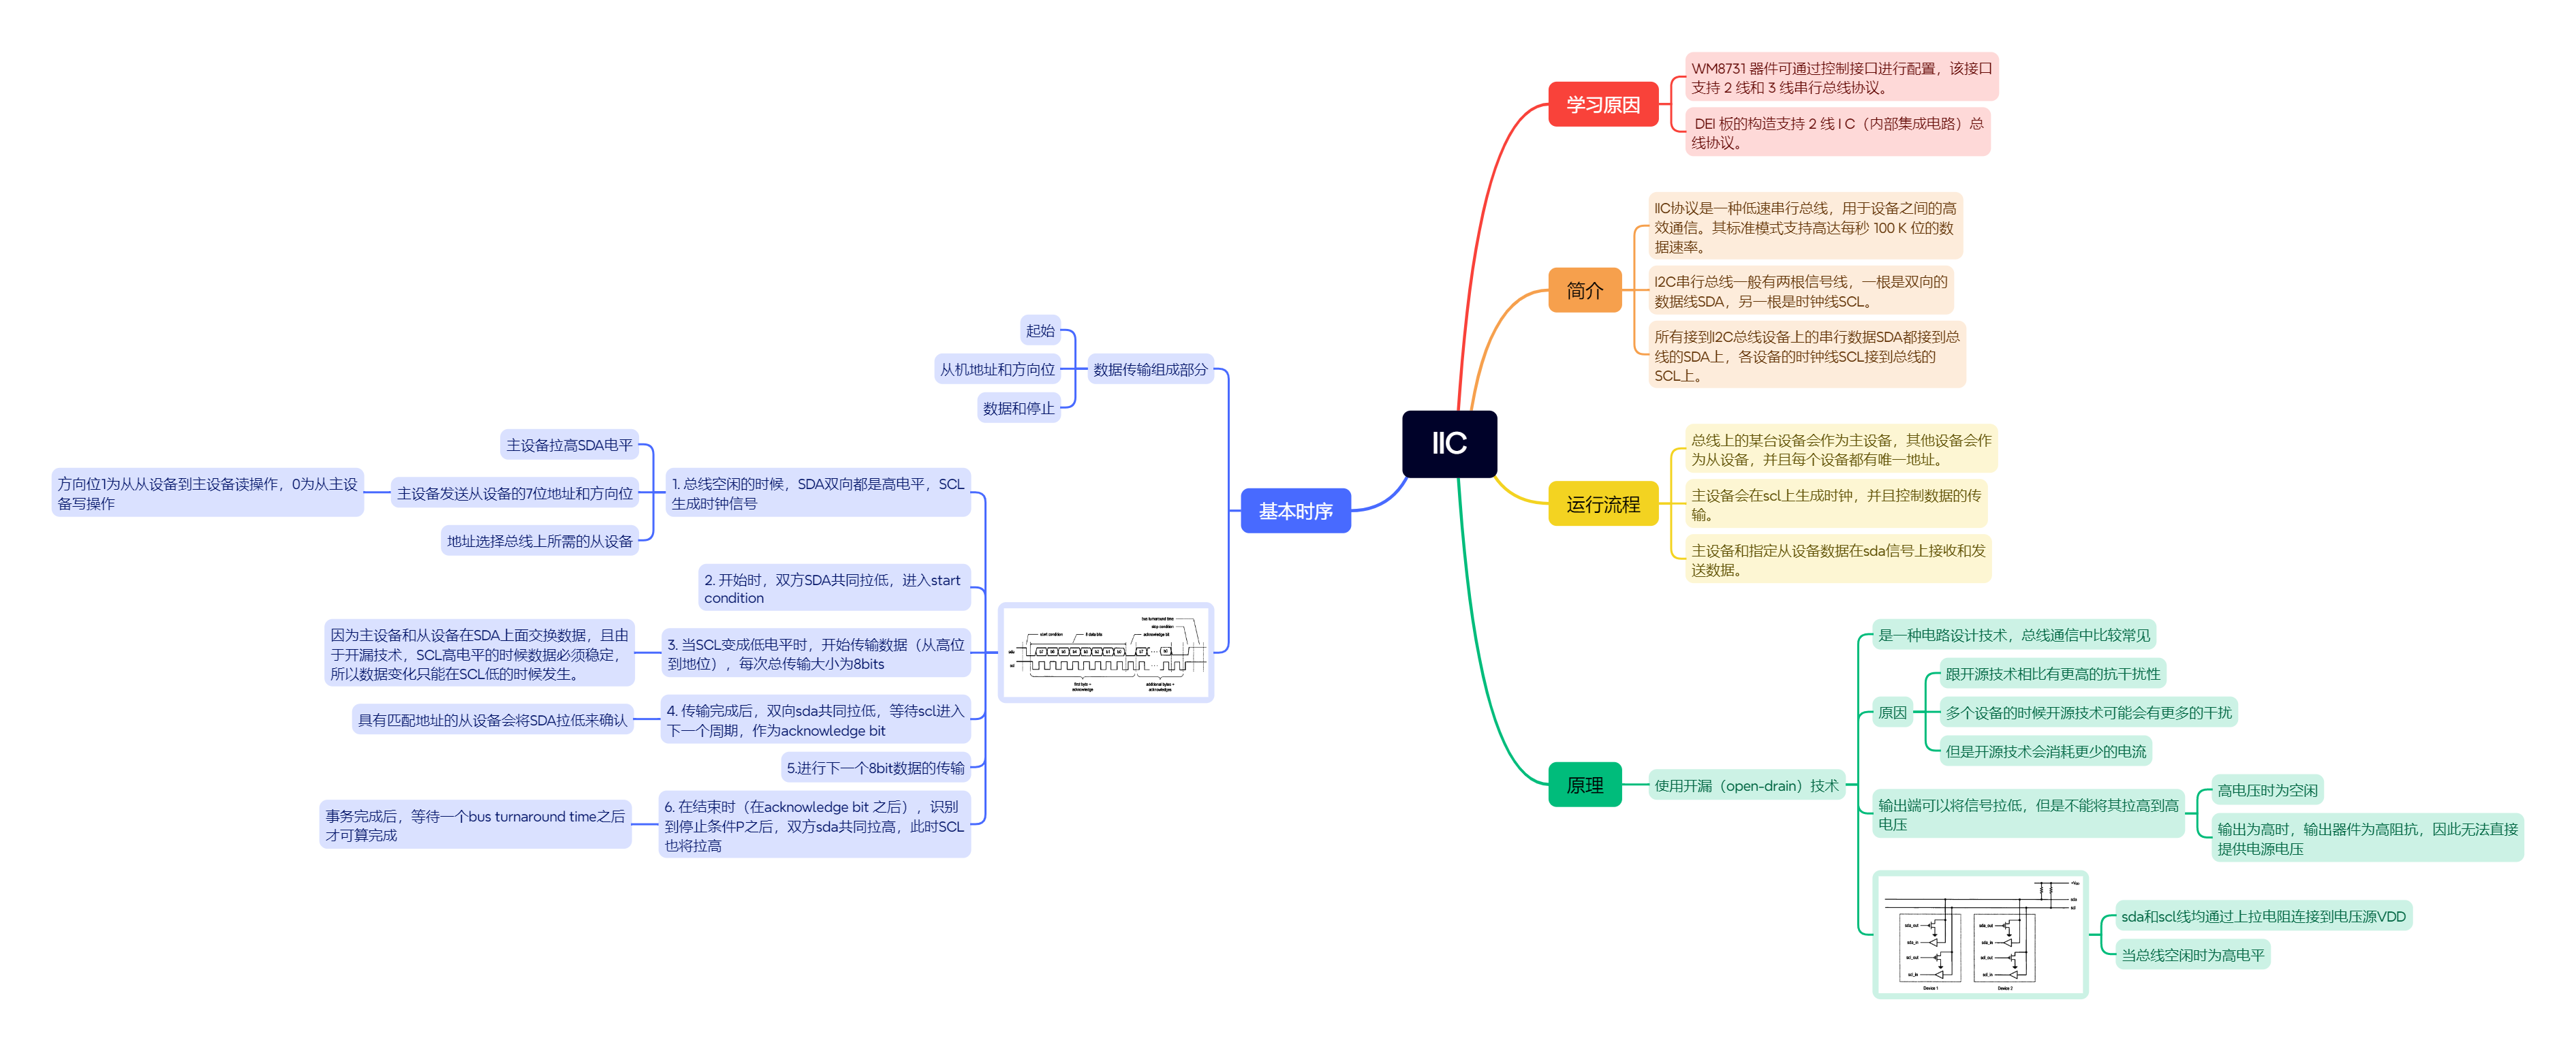 IIC
学习原因
WM8731 器件可通过控制接口进行配置，该接口
支持 2 线和 3 线串行总线协议。
DEI 板的构造支持 2 线 I C（内部集成电路）总
线协议。
简介
IIC协议是一种低速串行总线，用于设备之间的高
效通信。其标准模式支持高达每秒 100 K 位的数
据速率。
I2C串行总线一般有两根信号线，一根是双向的
数据线SDA，另一根是时钟线SCL。
所有接到I2C总线设备上的串行数据SDA都接到总
线的SDA上，各设备的时钟线SCL接到总线的
SCL上。
运行流程
总线上的某台设备会作为主设备，其他设备会作
为从设备，并且每个设备都有唯一地址。
主设备会在scl上生成时钟，并且控制数据的传
输。
主设备和指定从设备数据在sda信号上接收和发
送数据。
原理
使用开漏（open-drain）技术
是一种电路设计技术，总线通信中比较常见
原因
跟开源技术相比有更高的抗干扰性
多个设备的时候开源技术可能会有更多的干扰
但是开源技术会消耗更少的电流
输出端可以将信号拉低，但是不能将其拉高到高
电压
高电压时为空闲
输出为高时，输出器件为高阻抗，因此无法直接
提供电源电压
sda
scl
sda_out
sda_in
scl_out
scl_in
Device 1
sda_out
sda_in
scl_out
scl_in
Device 2
sda和scl线均通过上拉电阻连接到电压源VDD
当总线空闲时为高电平
基本时序
数据传输组成部分
起始
从机地址和方向位
数据和停止
bus turnaround time
stop condition
start condition
8 data bits
acknowledge bit
sda
scl
first byte +
acknowledge
additional bytes +
acknowledges
1. 总线空闲的时候，SDA双向都是高电平，SCL
生成时钟信号
主设备拉高SDA电平
主设备发送从设备的7位地址和方向位
方向位1为从从设备到主设备读操作，0为从主设
备写操作
地址选择总线上所需的从设备
2. 开始时，双方SDA共同拉低，进入start
condition
3. 当SCL变成低电平时，开始传输数据（从高位
到地位），每次总传输大小为8bits
因为主设备和从设备在SDA上面交换数据，且由
于开漏技术，SCL高电平的时候数据必须稳定，
所以数据变化只能在SCL低的时候发生。
4. 传输完成后，双向sda共同拉低，等待scl进入
下一个周期，作为acknowledge bit
具有匹配地址的从设备会将SDA拉低来确认
5.进行下一个8bit数据的传输
6. 在结束时（在acknowledge bit 之后），识别
到停止条件P之后，双方sda共同拉高，此时SCL
也将拉高
事务完成后，等待一个bus turnaround time之后
才可算完成